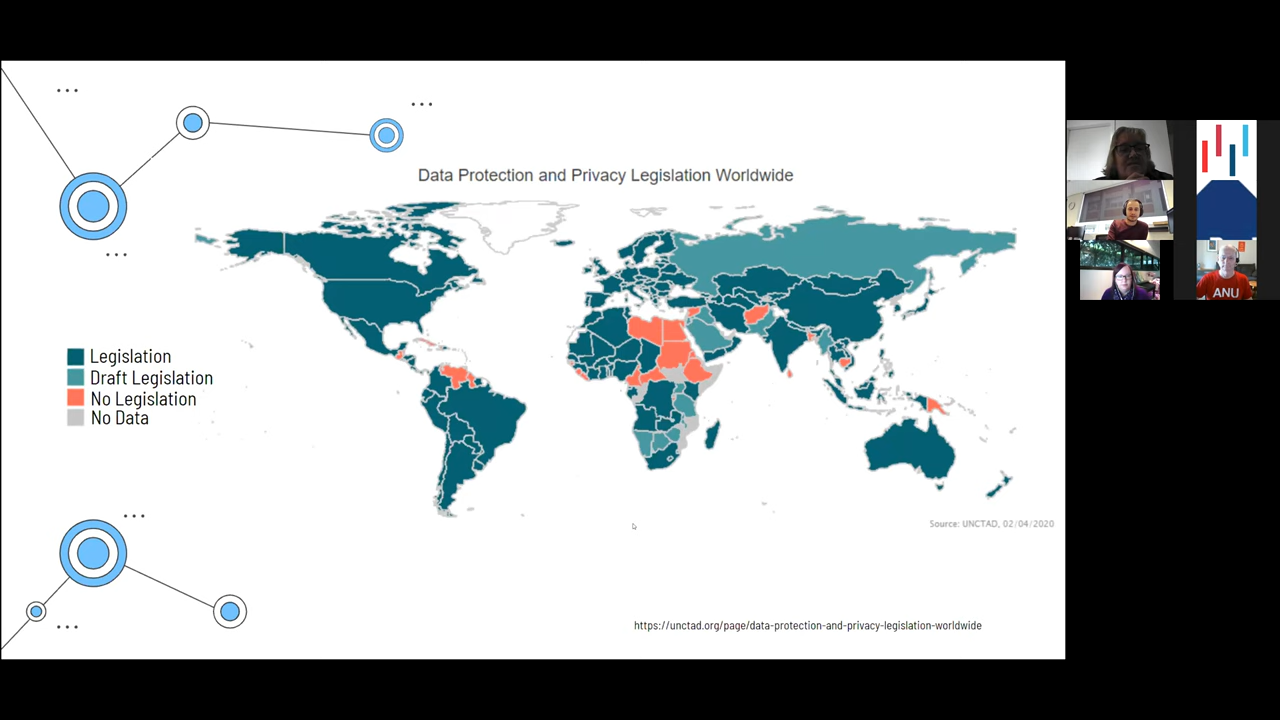 Data Protection and Privacy Legislation Worldwide
Legislation
Draft Legislation
No Legislation
No Data
Source: UNCTAD, 02/04/2020
https://unctad.org/page/data-protection-and-privacy-legislation-worldwide
ANU